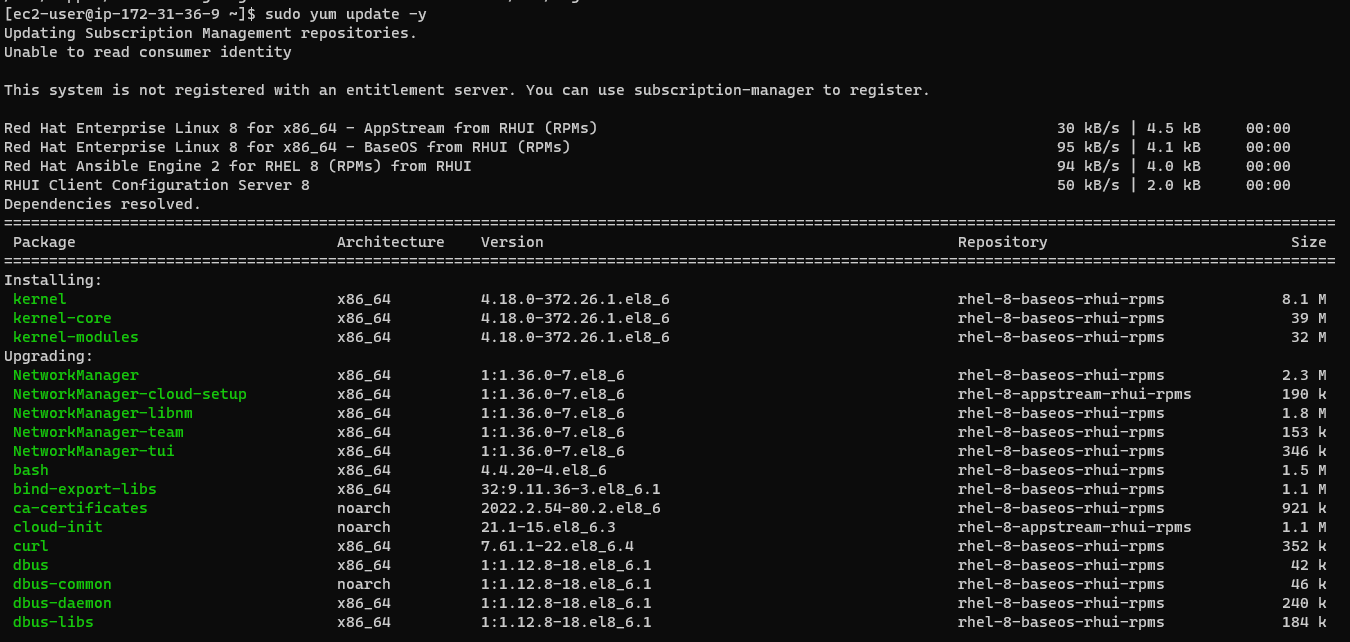 [ec2-user@ip-172-31-36-9 ~]$ sudo yum update -y
Updating Subscription Management repositories.
Unable to read consumer identity
This system is not registered with an entitlement server. You can use subscription-manager to register.
Red Hat Enterprise Linux 8 for x86_64 - AppStream from RHUI (RPMs) 30 kB/s | 4.5 kB 00:00
Red Hat Enterprise Linux 8 for x86_64 - BaseOS from RHUI (RPMs) 95 kB/s | 4.1 kB 00:00
Red Hat Ansible Engine 2 for RHEL 8 (RPMs) from RHUI 94 kB/s | 4.0 kB 00:00
RHUI Client Configuration Server 8 50 kB/s | 2.0 kB 00:00
Dependencies resolved.
Package Architecture Version Repository Size
Installing:
kernel x86_64 4.18.0-372.26.1.el8_6 rhel-8-baseos-rhui-rpms 8.1 M
kernel-core x86_64 4.18.0-372.26.1.el8_6 rhel-8-baseos-rhui-rpms 39 M
kernel-modules x86_64 4.18.0-372.26.1.el8_6 rhel-8-baseos-rhui-rpms 32 M
Upgrading:
NetworkManager x86_64 1:1.36.0-7.el8_6 rhel-8-baseos-rhui-rpms 2.3 M
NetworkManager-cloud-setup x86_64 1:1.36.0-7.el8_6 rhel-8-appstream-rhui-rpms 190 k
NetworkManager-libnm x86_64 1:1.36.0-7.el8_6 rhel-8-baseos-rhui-rpms 1.8 M
NetworkManager-team x86_64 1:1.36.0-7.el8_6 rhel-8-baseos-rhui-rpms 153 k
NetworkManager-tui x86_64 1:1.36.0-7.el8_6 rhel-8-baseos-rhui-rpms 346 k
bash x86_64 4.4.20-4.el8_6 rhel-8-baseos-rhui-rpms 1.5 M
bind-export-libs x86_64 32:9.11.36-3.el8_6.1 rhel-8-baseos-rhui-rpms 1.1 M
ca-certificates noarch 2022.2.54-80.2.el8_6 rhel-8-baseos-rhui-rpms 921 k
cloud-init noarch 21.1-15.el8_6.3 rhel-8-appstream-rhui-rpms 1.1 M
curl x86_64 7.61.1-22.el8_6.4 rhel-8-baseos-rhui-rpms 352 k
dbus x86_64 1:1.12.8-18.el8_6.1 rhel-8-baseos-rhui-rpms 42 k
dbus-common noarch 1:1.12.8-18.el8_6.1 rhel-8-baseos-rhui-rpms 46 k
dbus-daemon x86_64 1:1.12.8-18.el8_6.1 rhel-8-baseos-rhui-rpms 240 k
dbus-libs x86_64 1:1.12.8-18.el8_6.1 rhel-8-baseos-rhui-rpms 184 k